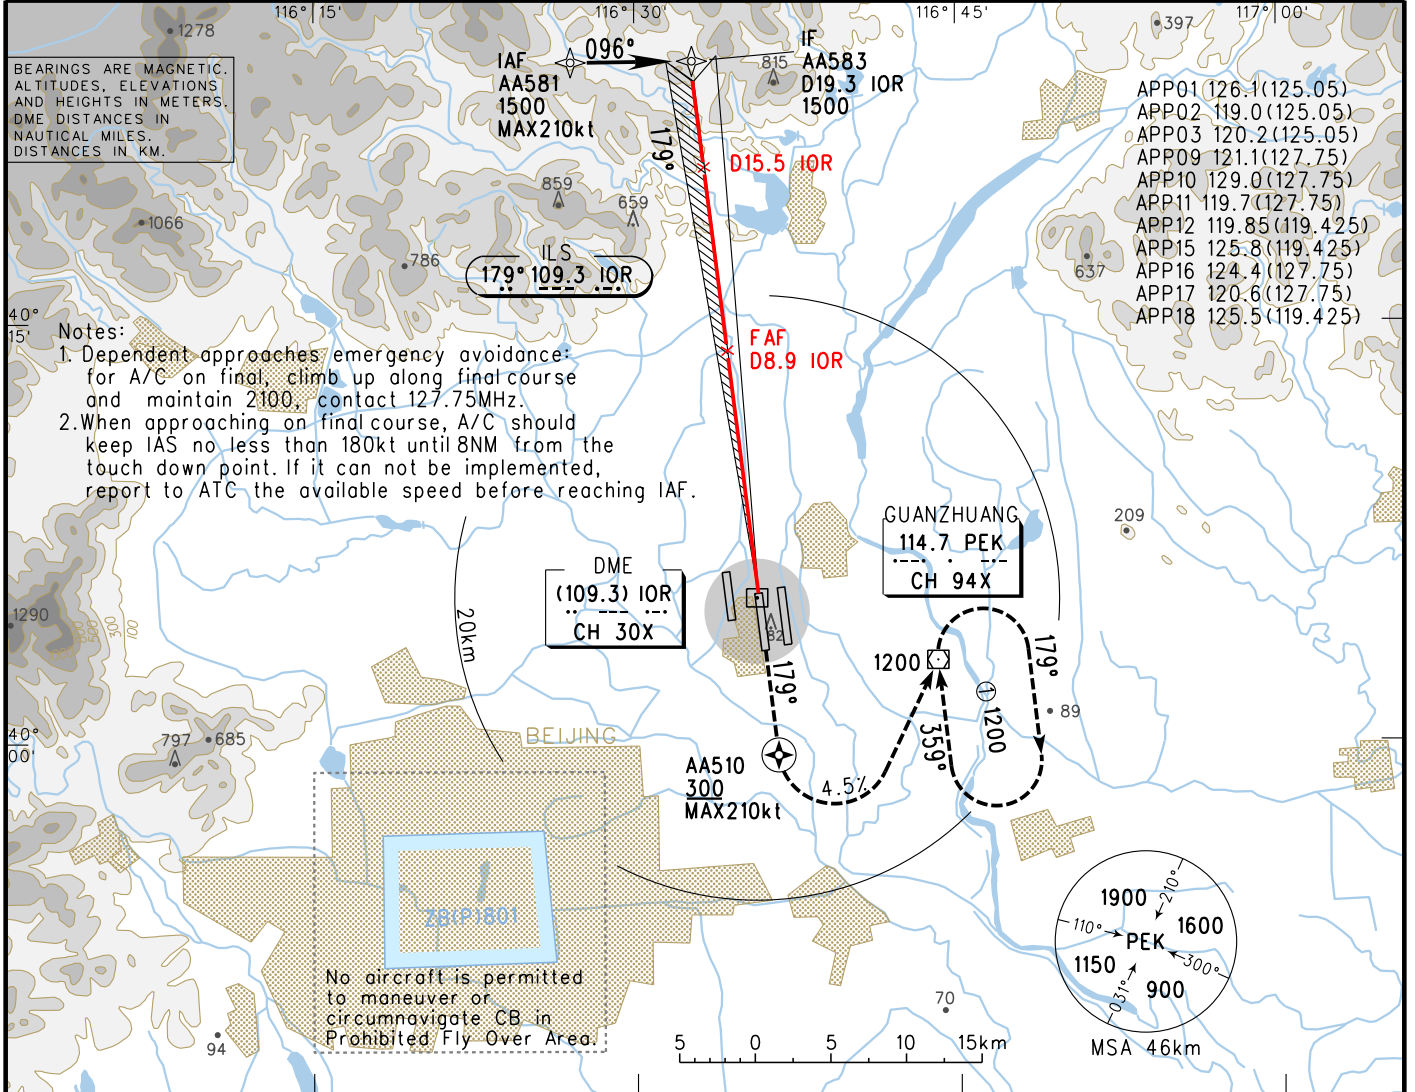 116°15'
116°30'
116°45'
117°00'
1278
397
BEARINGS ARE MAGNETIC.
ALTITUDES, ELEVATIONS
AND HEIGHTS IN METERS.
DME DISTANCES IN
NAUTICAL MILES.
DISTANCES IN KM.
IAF
AA581
1500
MAX210kt
096°
IF
AA583
D19.3 IOR
1500
815
179°
D15.5 IOR
APP01 126.1(125.05)
APP02 119.0(125.05)
APP03 120.2(125.05)
APP09 121.1(127.75)
APP10 129.0(127.75)
APP11 119.7(127.75)
APP12 119.85(119.425)
APP15 125.8(119.425)
APP16 124.4(127.75)
APP17 120.6(127.75)
APP18 125.5(119.425)
859
659
1066
786
637
ILS
179° 109.3 IOR
40°
15'
Notes:
1. Dependent approaches emergency avoidance:
for A/C on final, climb up along final course
and maintain 2100, contact 127.75MHz.
2. When approaching on final course, A/C should
keep IAS no less than 180kt until 8NM from the
touch down point. If it can not be implemented,
report to ATC the available speed before reaching IAF.
FAF
D8.9 IOR
GUANZHUANG
114.7 PEK
CH 94X
209
DME
(109.3) IOR
CH 30X
1290
600
500
300
100
20km
82
179°
1200
179°
359°
1 1200
89
797
685
40°
00'
BEIJING
AA510
300
MAX210kt
4.5%
ZB(P)801
No aircraft is permitted
to maneuver or
circumnavigate CB in
Prohibited Fly Over Area.
94
70
5 0 5 10 15km
1900
210°
110°
1600
PEK
1150
300°
031°
900
MSA 46km